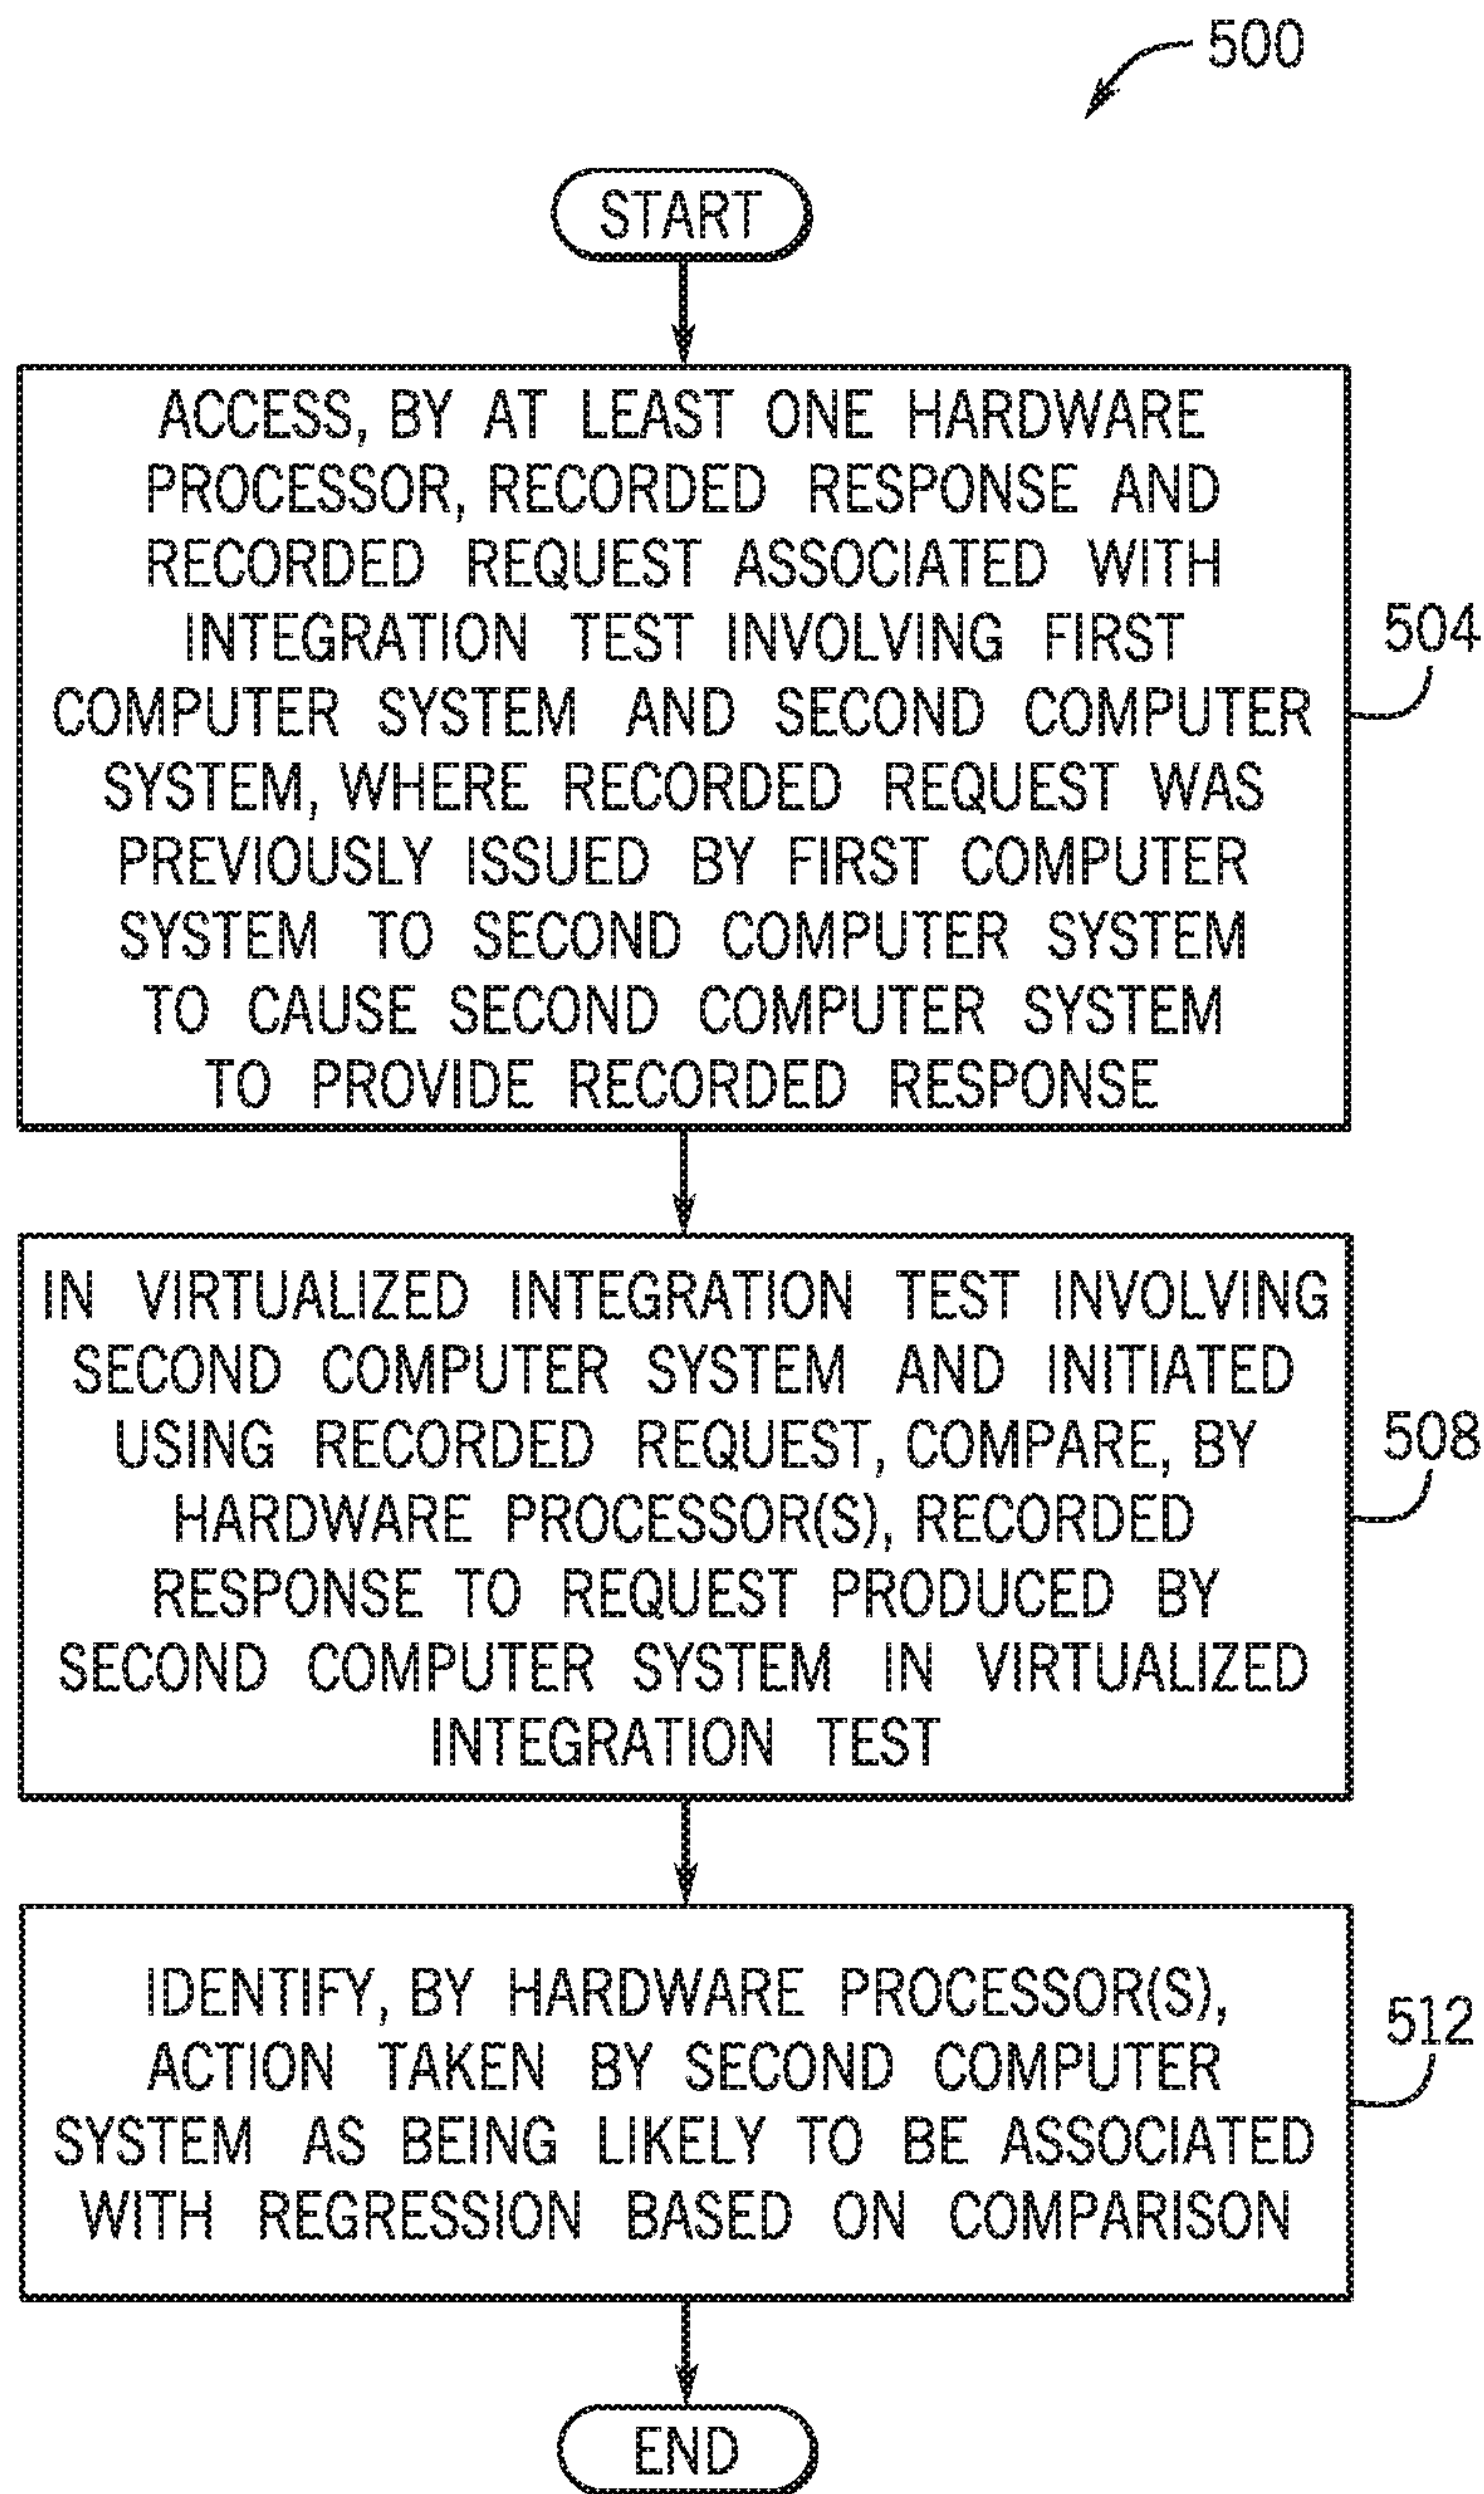 500
START
ACCESS, BY AT LEAST ONE HARDWARE
PROCESSOR, RECORDED RESPONSE AND
RECORDED REQUEST ASSOCIATED WITH
INTEGRATION TEST INVOLVING FIRST
COMPUTER SYSTEM AND SECOND COMPUTER
SYSTEM, WHERE RECORDED REQUEST WAS
PREVIOUSLY ISSUED BY FIRST COMPUTER
SYSTEM TO SECOND COMPUTER SYSTEM
TO CAUSE SECOND COMPUTER SYSTEM
TO PROVIDE RECORDED RESPONSE
504
IN VIRTUALIZED INTEGRATION TEST INVOLVING
SECOND COMPUTER SYSTEM AND INITIATED
USING RECORDED REQUEST, COMPARE, BY
HARDWARE PROCESSOR(S), RECORDED
RESPONSE TO REQUEST PRODUCED BY
SECOND COMPUTER SYSTEM IN VIRTUALIZED
INTEGRATION TEST
508
IDENTIFY, BY HARDWARE PROCESSOR(S),
ACTION TAKEN BY SECOND COMPUTER
SYSTEM AS BEING LIKELY TO BE ASSOCIATED
WITH REGRESSION BASED ON COMPARISON
512
END